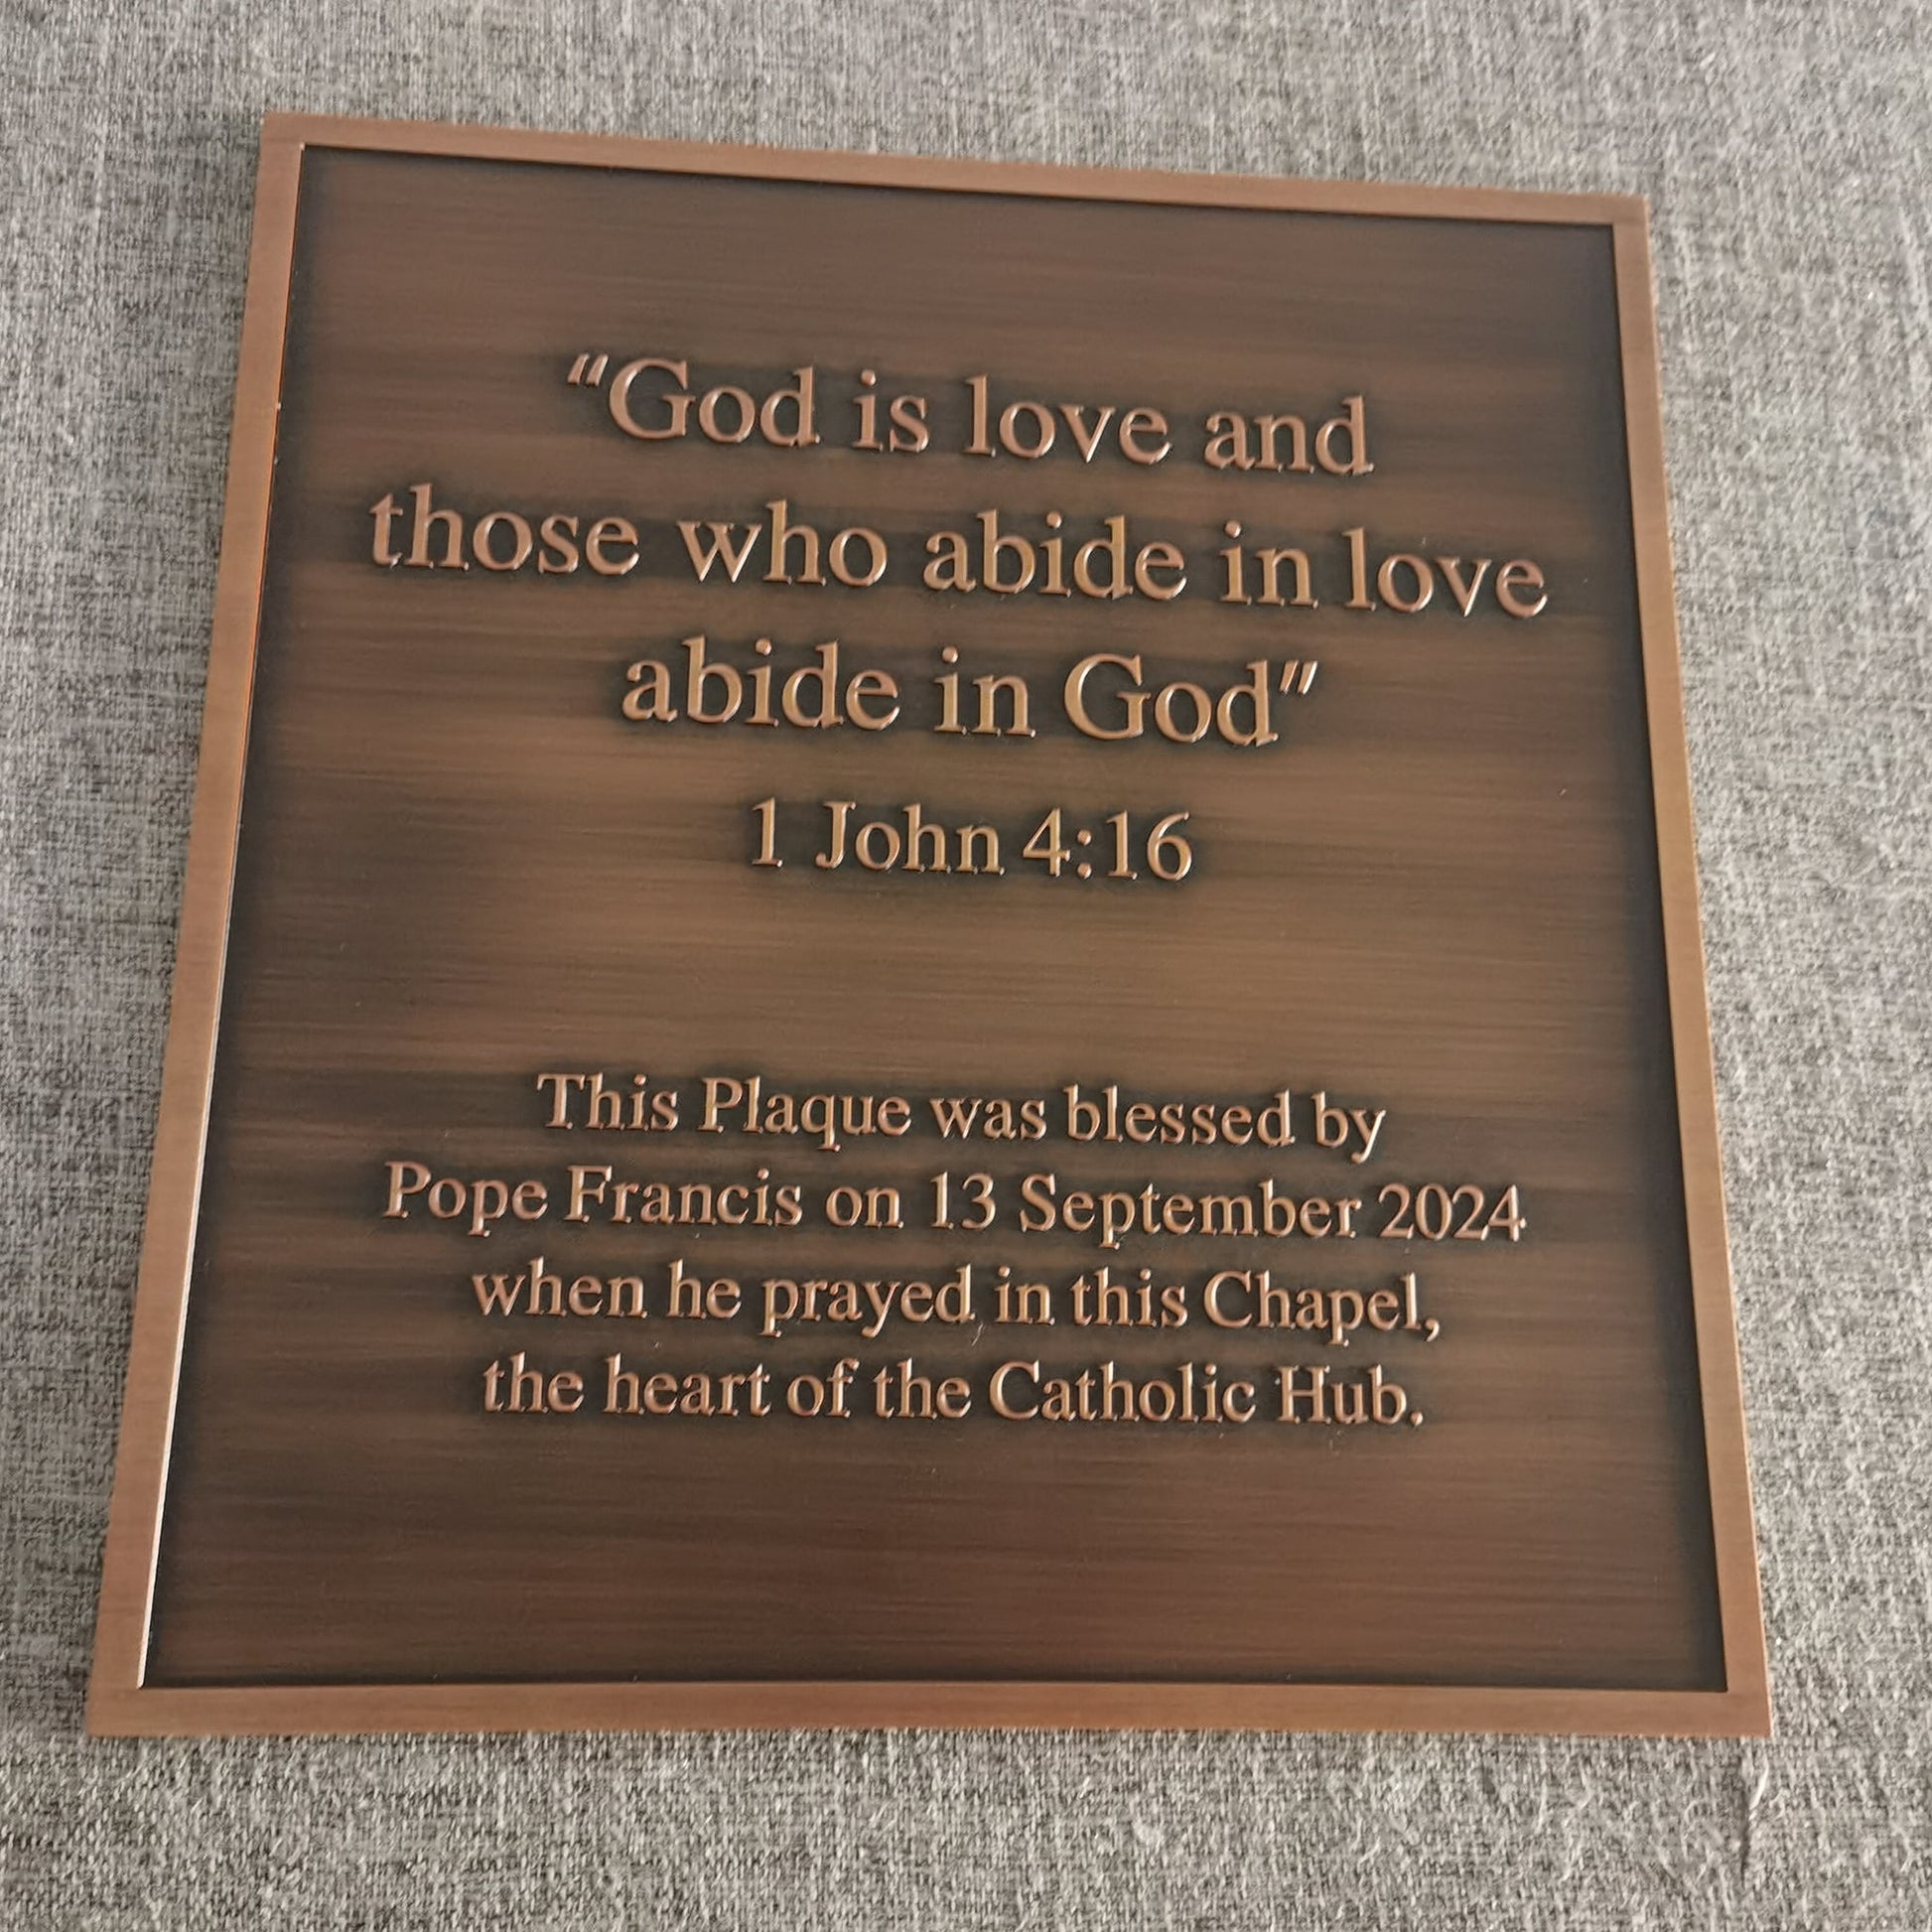 “God is love and
those who abide in love
abide in God”
1 John 4:16
This Plaque was blessed by
Pope Francis on 13 September 2024
when he prayed in this Chapel,
the heart of the Catholic Hub.